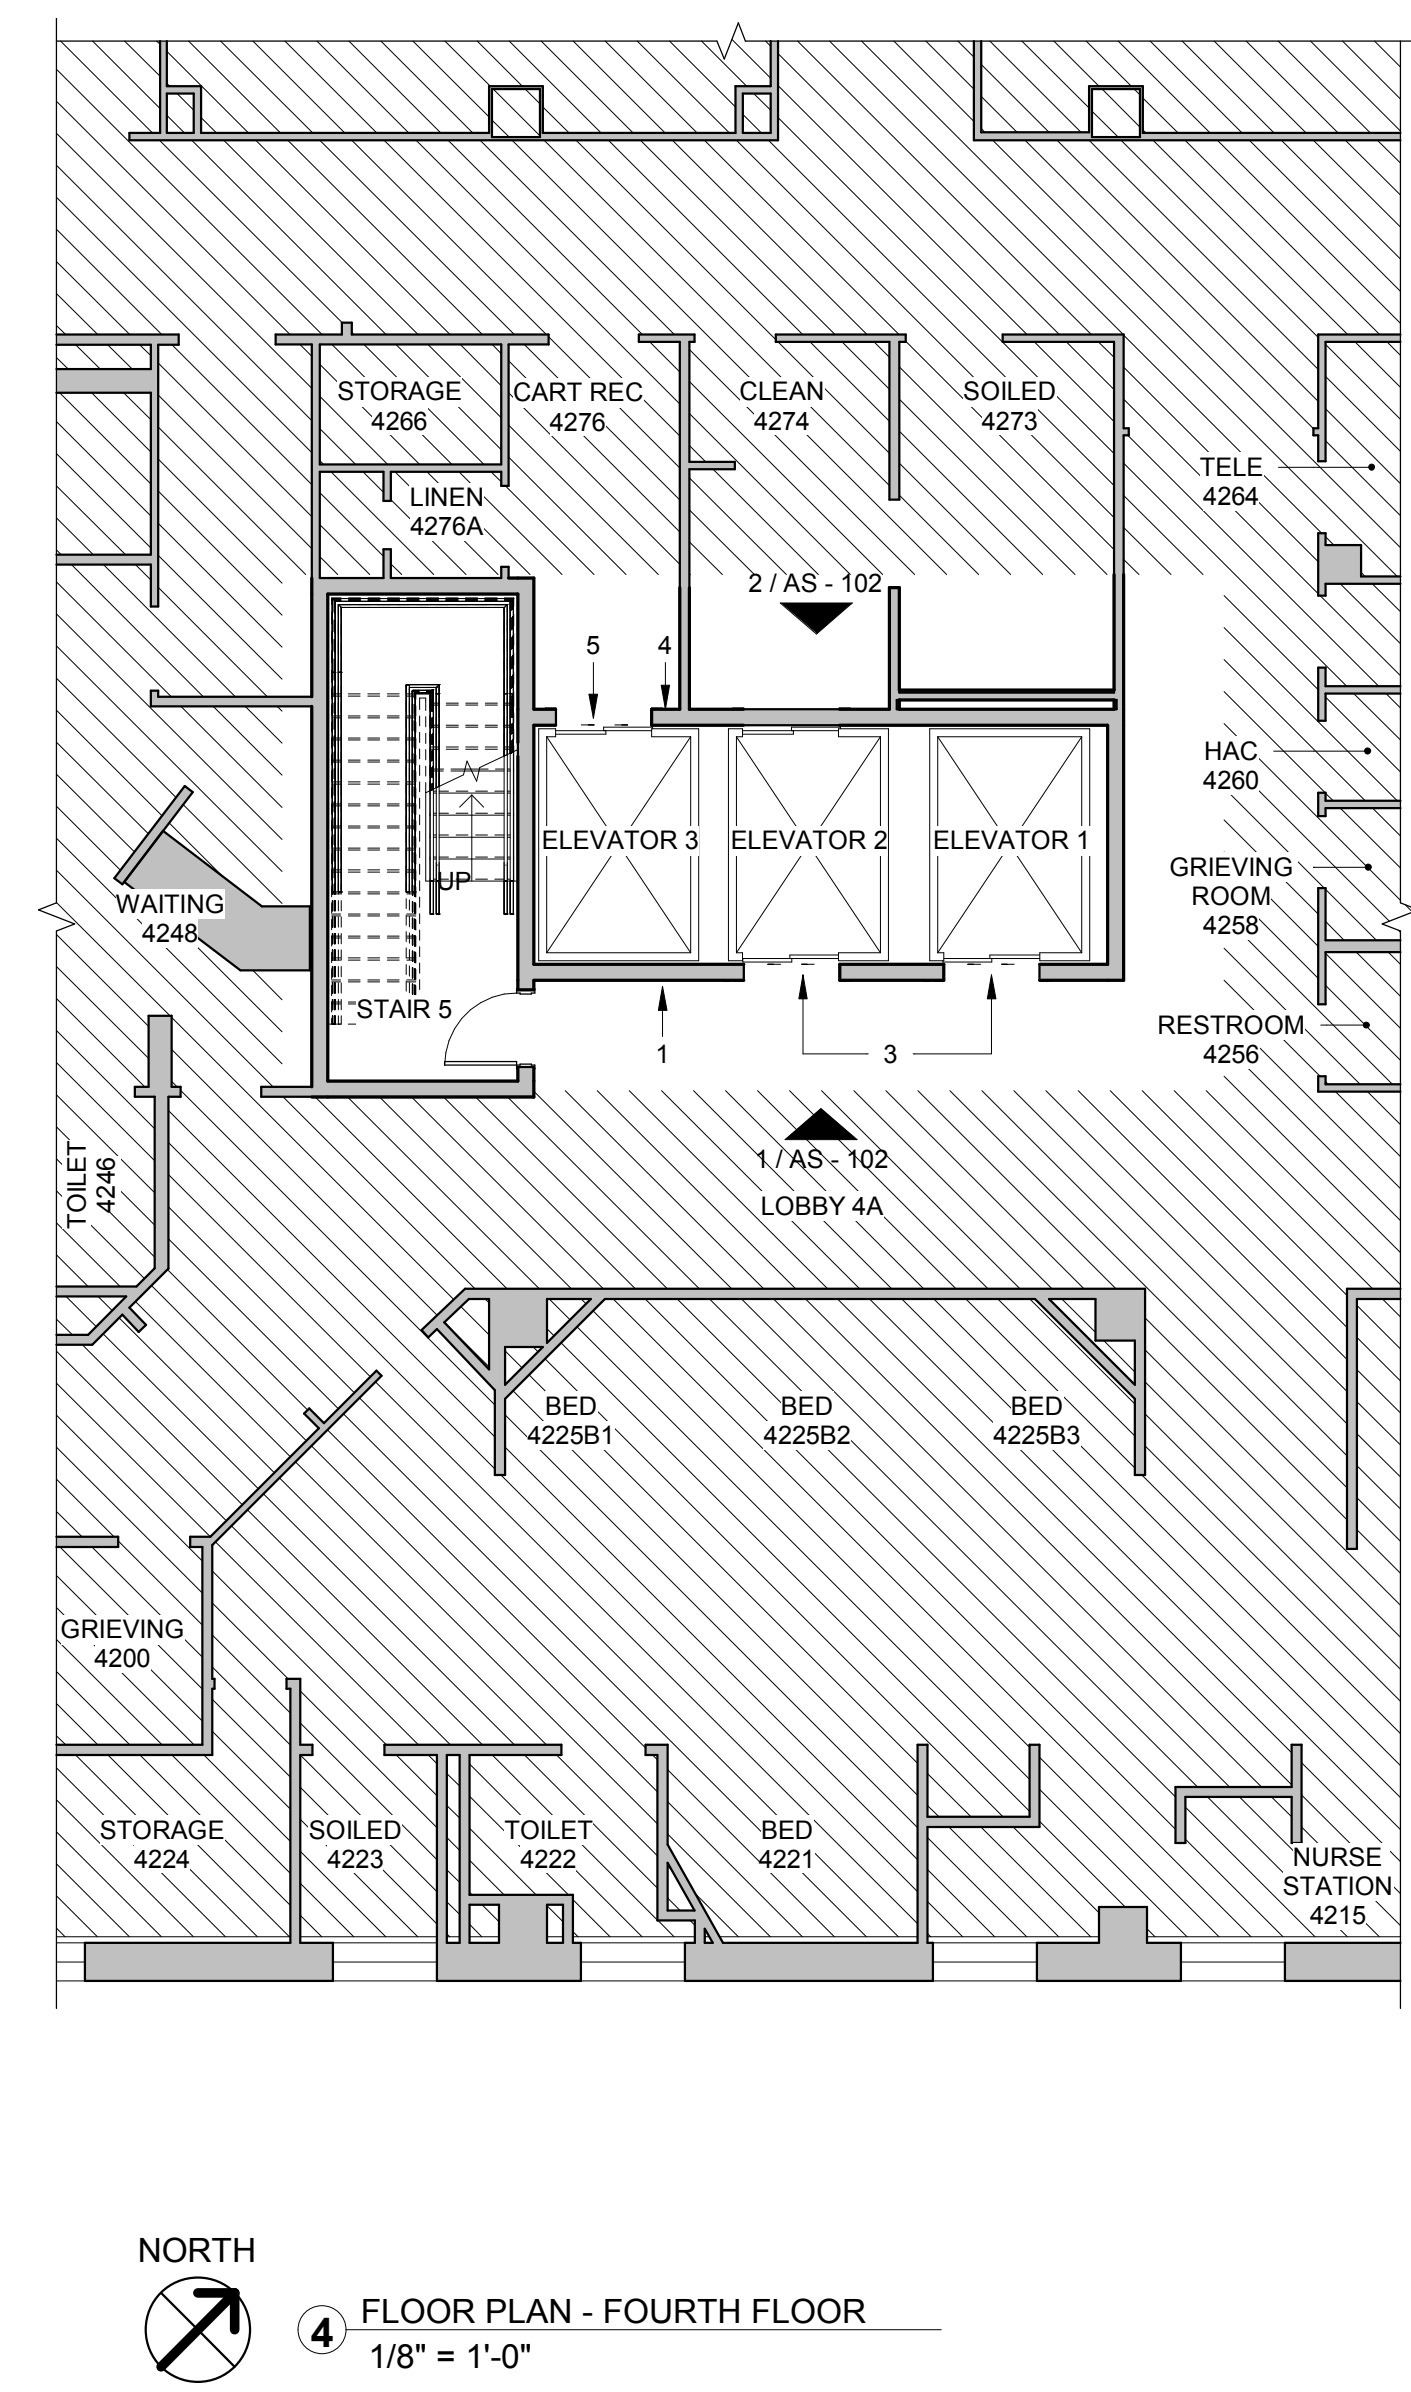 STORAGE
4266
CART REC
4276
CLEAN
4274
SOILED
4273
TELE
4264
LINEN
4276A
2 / AS - 102
5
4
HAC
4260
ELEVATOR 3
ELEVATOR 2
ELEVATOR 1
UP
GRIEVING
ROOM
4258
WAITING
4248
STAIR 5
1
3
RESTROOM
4256
1 / AS - 102
LOBBY 4A
TOILET
4246
BED
4225B1
BED
4225B2
BED
4225B3
GRIEVING
4200
STORAGE
4224
SOILED
4223
TOILET
4222
BED
4221
NURSE
STATION
4215
NORTH
4
FLOOR PLAN - FOURTH FLOOR
1/8" = 1'-0"